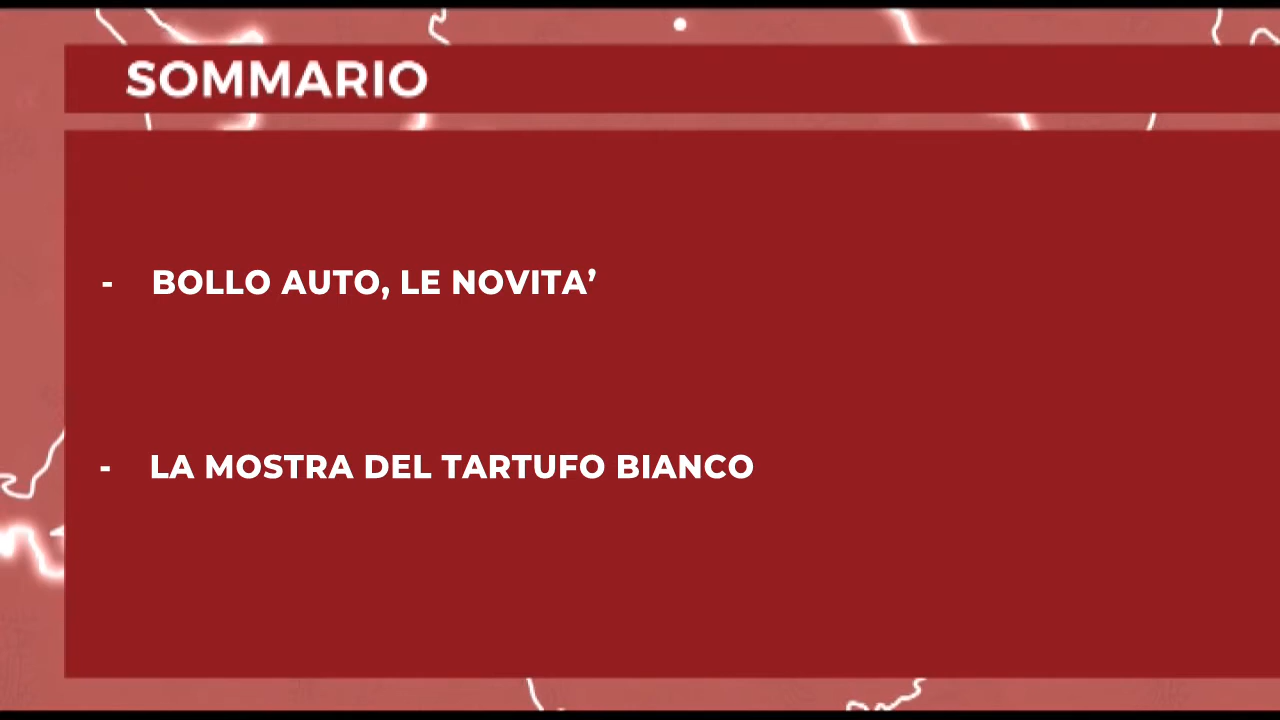 SOMMARIO
- BOLLO AUTO, LE NOVITA’
- LA MOSTRA DEL TARTUFO BIANCO